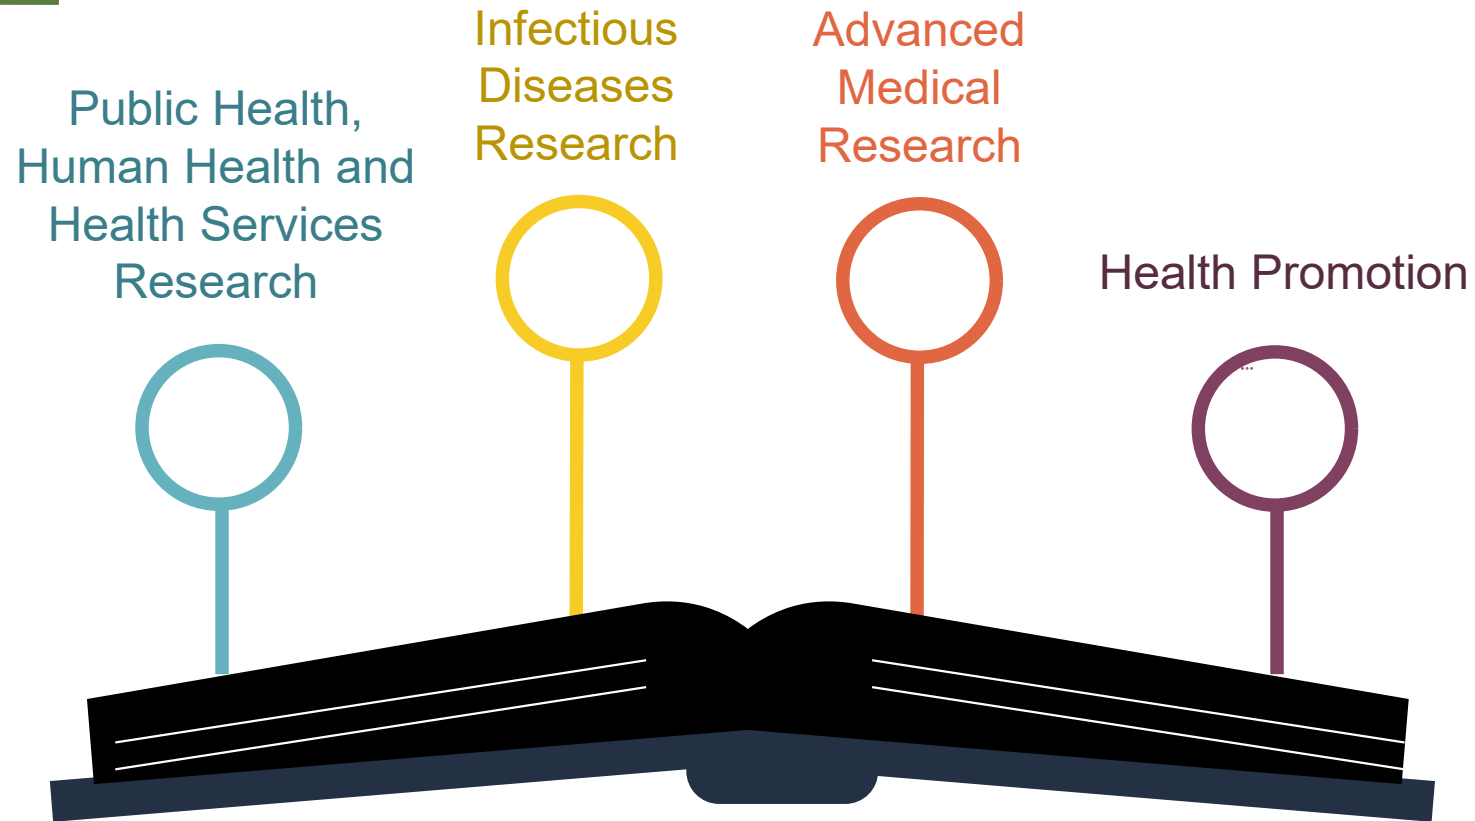 Public Health,
Human Health and
Health Services
Research
Infectious
Diseases
Research
Advanced
Medical
Research
Health Promotion
...